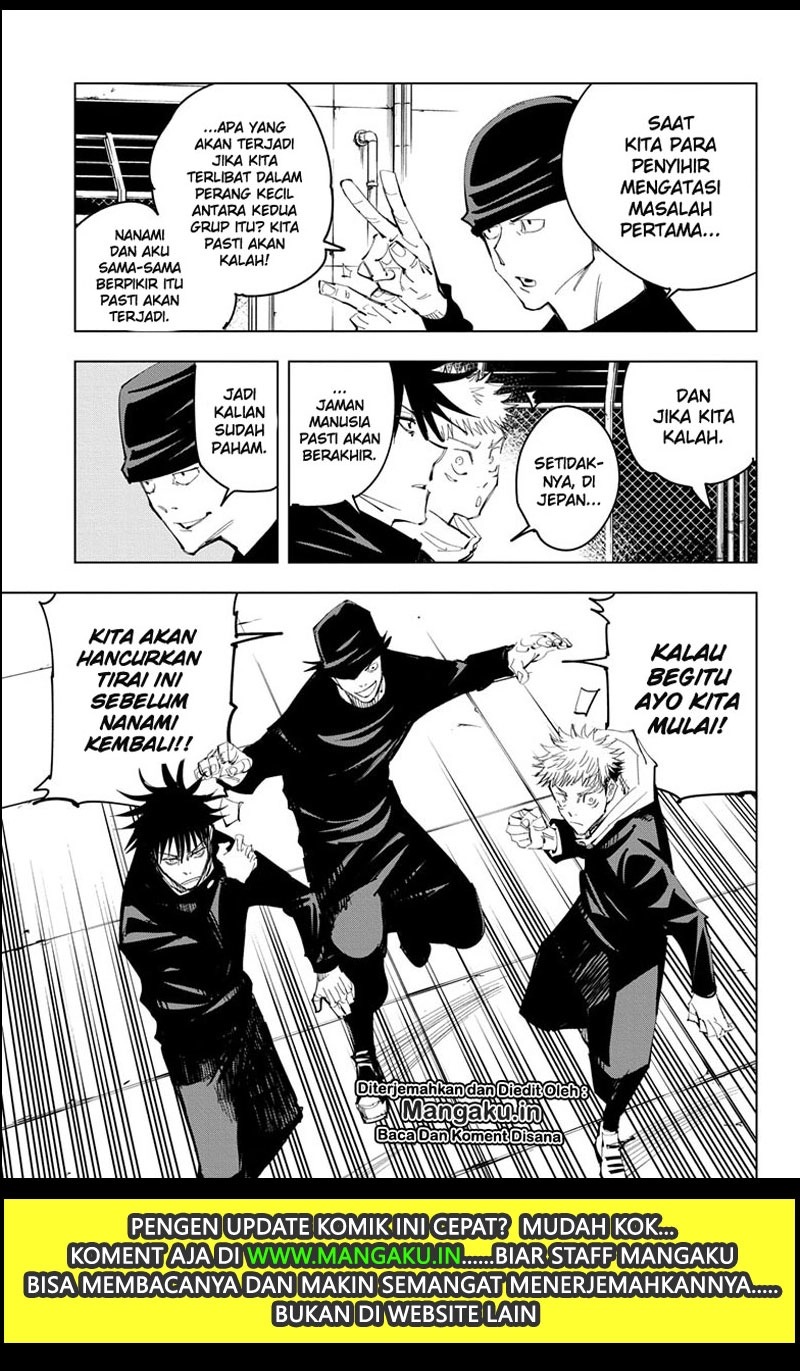 SAAT
KITA PARA
PENYIHIR
MENGATASI
MASALAH
PERTAMA...
...APA YANG
AKAN TERJADI
JIKA KITA
TERLIBAT DALAM
PERANG KECIL
ANTARA KEDUA
GRUP ITU? KITA
PASTI AKAN
KALAH!
NANAMI
DAN AKU
SAMA-SAMA
BERPIKIR ITU
PASTI AKAN
TERJADI.
DAN
JIKA KITA
KALAH.
SETIDAK-
NYA, DI
JEPAN...
...
JAMAN
MANUSIA
PASTI AKAN
BERAKHIR.
JADI
KALIAN
SUDAH
PAHAM.
KALAU
BEGITU
AYO KITA
MULAI!
KITA AKAN
HANCURKAN
TIRAI INI
SEBELUM
NANAMI
KEMBALI!!
Diterjemahkan dan Diedit Oleh :
Mangaku.in
Baca Dan Koment Disana
PENGEN UPDATE KOMIK INI CEPAT? MUDAH KOK...
KOMENT AJA DI WWW.MANGAKU.IN......BIAR STAFF MANGAKU
BISA MEMBACANYA DAN MAKIN SEMANGAT MENERJEMAHKANNYA.....
BUKAN DI WEBSITE LAIN